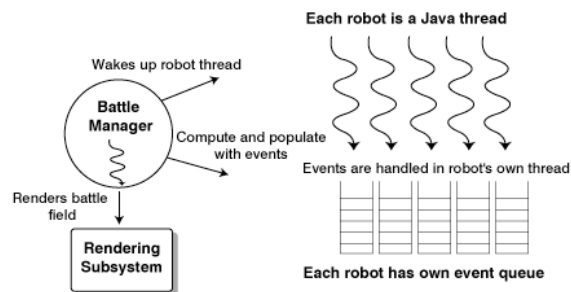 Each robot is a Java thread
Wakes up robot thread
Battle
Manager
Compute and populate
with events
Events are handled in robot's own thread
Renders battle
field
Rendering
Subsystem
Each robot has own event queue